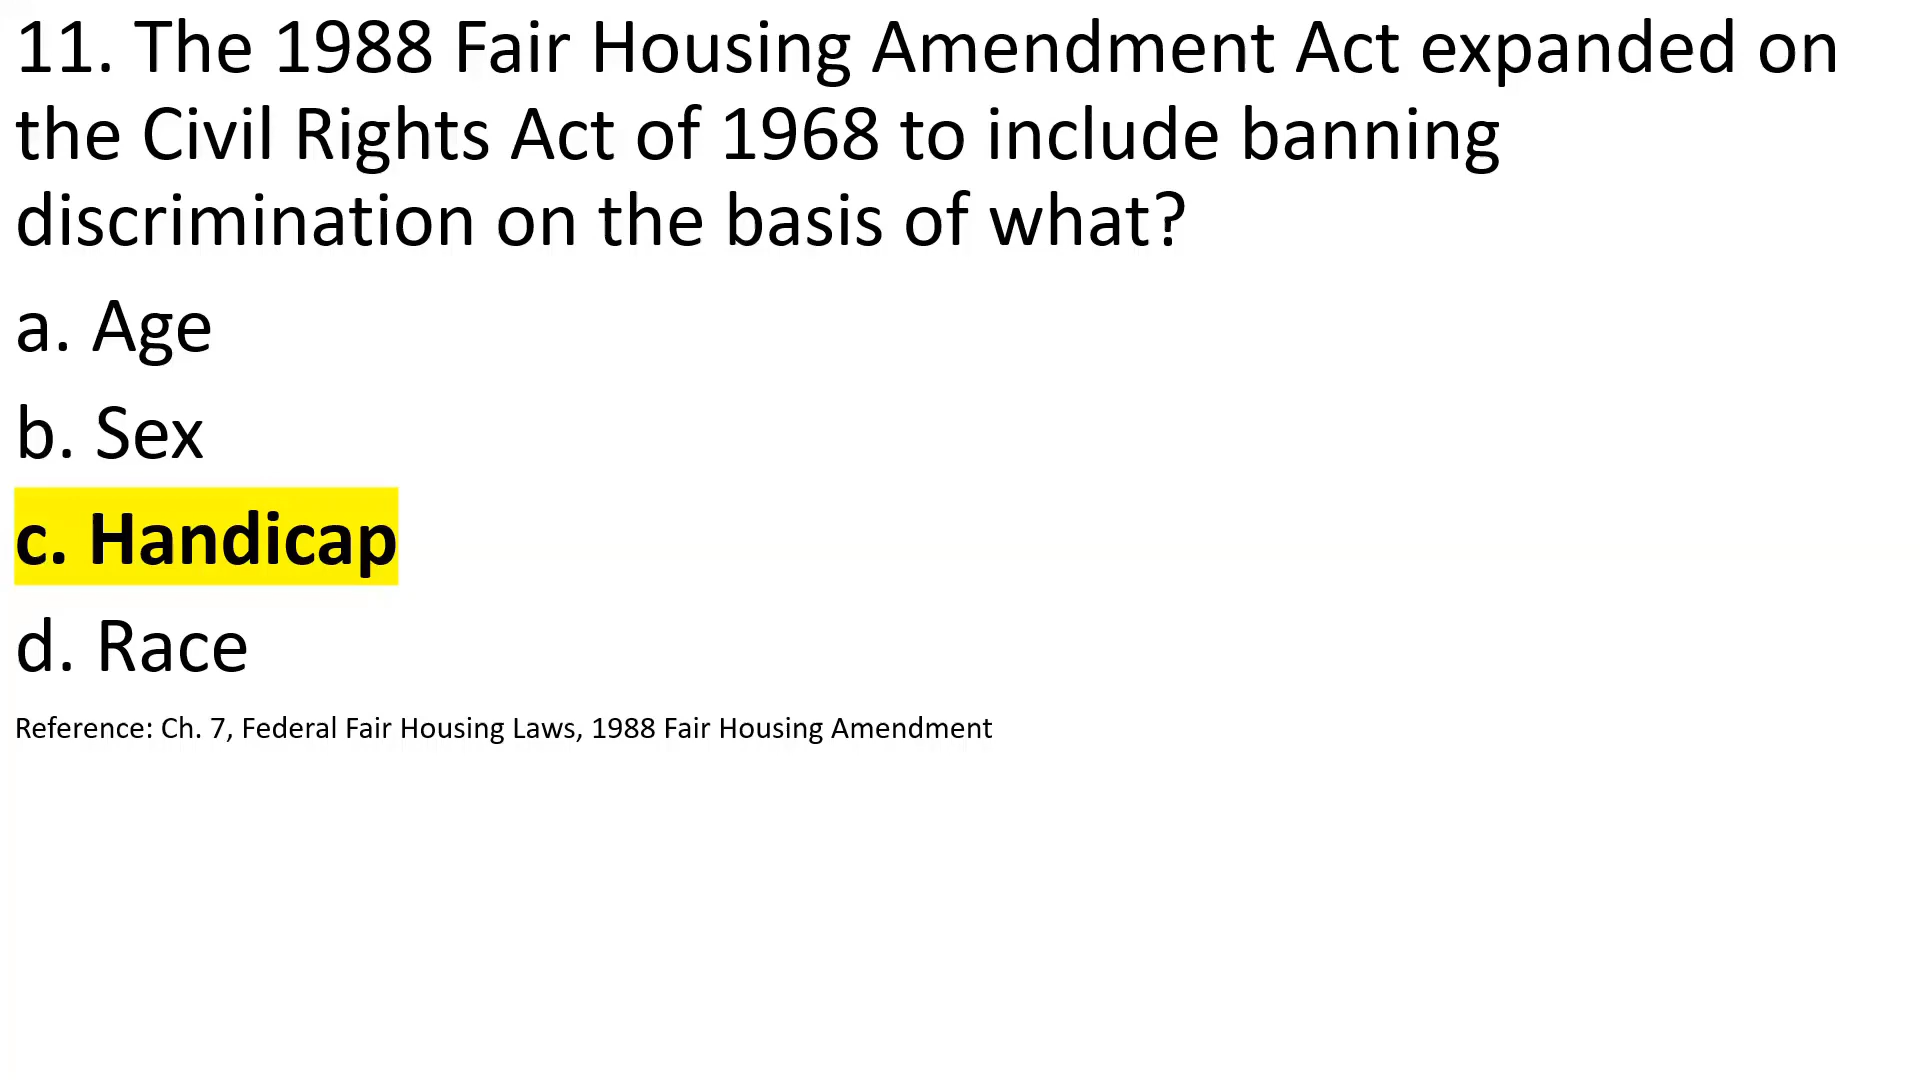 11. The 1988 Fair Housing Amendment Act expanded on
the Civil Rights Act of 1968 to include banning
discrimination on the basis of what?
a. Age
b. Sex
c. Handicap
d. Race
Reference: Ch. 7, Federal Fair Housing Laws, 1988 Fair Housing Amendment